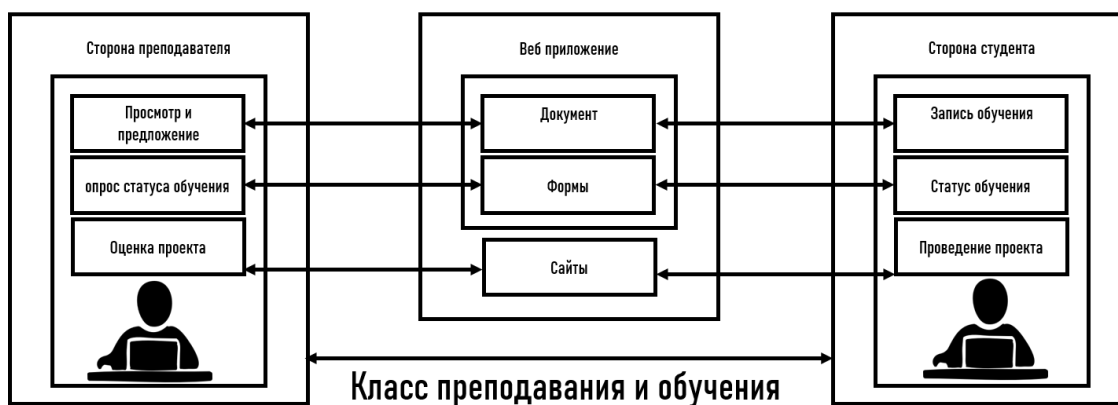 Сторона преподавателя
Просмотр и
предложение
опрос статуса обучения
Оценка проекта
Веб приложение
Документ
Формы
Сайты
Сторона студента
Запись обучения
Статус обучения
Проведение проекта
Класс преподавания и обучения